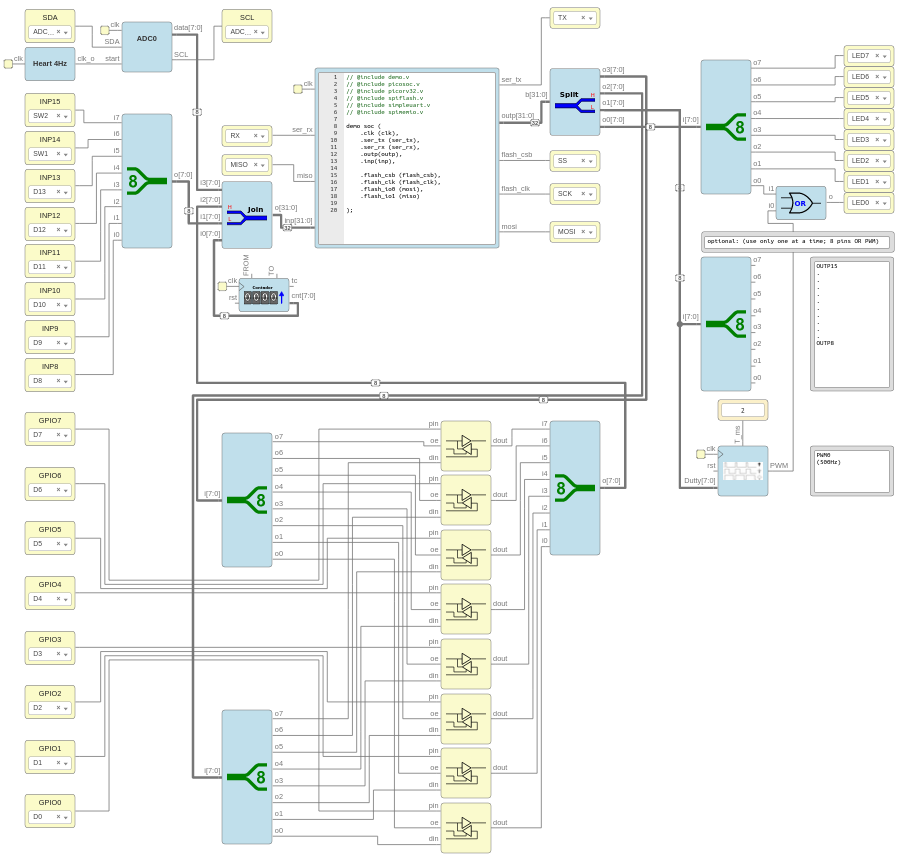 SDA
ADC...
clk
SDA
start
ADC0
data[7:0]
SCL
SCL
ADC...
clk
Heart 4Hz
clk_o
INP15
SW2
INP14
SW1
INP13
D13
INP12
D12
INP11
D11
INP10
D10
INP9
D9
INP8
D8
i7
i6
i5
i4
i3
i2
i1
i0
8
o[7:0]
8
8
RX
MISO
ser_rx
miso
clk
1 // @include demo.v
2 // @include picosoc.v
3 // @include picorv32.v
4 // @include spiflash.v
5 // @include simpleuart.v
6 // @include spimemio.v
7
8 demo soc (
9 .clk (clk),
10 .ser_tx (ser_tx),
11 .ser_rx (ser_rx),
12 .outp(outp),
13 .inp(inp),
14
15 .flash_csb (flash_csb),
16 .flash_clk (flash_clk),
17 .flash_io0 (mosi),
18 .flash_io1 (miso)
19
20 );
ser_tx
outp[31:0]
32
flash_csb
flash_clk
mosi
TX
b[31:0]
Split
H
L
o3[7:0]
o2[7:0]
o1[7:0]
o0[7:0]
8
SS
SCK
MOSI
i3[7:0]
i2[7:0]
i1[7:0]
i0[7:0]
Join
H
L
o[31:0]
inp[31:0]
32
FROM
TO
clk
rst
Contador
0000
tc
cnt[7:0]
8
i[7:0]
8
o7
o6
o5
o4
o3
o2
o1
o0
LED7
LED6
LED5
LED4
LED3
LED2
LED1
LED0
i1
i0
OR
o
8
optional: (use only one at a time; 8 pins OR PWM)
8
i[7:0]
8
o7
o6
o5
o4
o3
o2
o1
o0
OUTP15
.
.
.
.
.
.
.
OUTP8
2
T_ms
clk
rst
Dutty[7:0]
PWM
PWM0
(500Hz)
8
8
8
GPIO7
D7
GPIO6
D6
GPIO5
D5
GPIO4
D4
GPIO3
D3
GPIO2
D2
GPIO1
D1
GPIO0
D0
i[7:0]
8
o7
o6
o5
o4
o3
o2
o1
o0
i[7:0]
8
o7
o6
o5
o4
o3
o2
o1
o0
pin
oe
din
dout
pin
oe
din
dout
pin
oe
din
dout
pin
oe
din
dout
pin
oe
din
dout
pin
oe
din
dout
pin
oe
din
dout
pin
oe
din
dout
i7
i6
i5
i4
i3
i2
i1
i0
8
o[7:0]